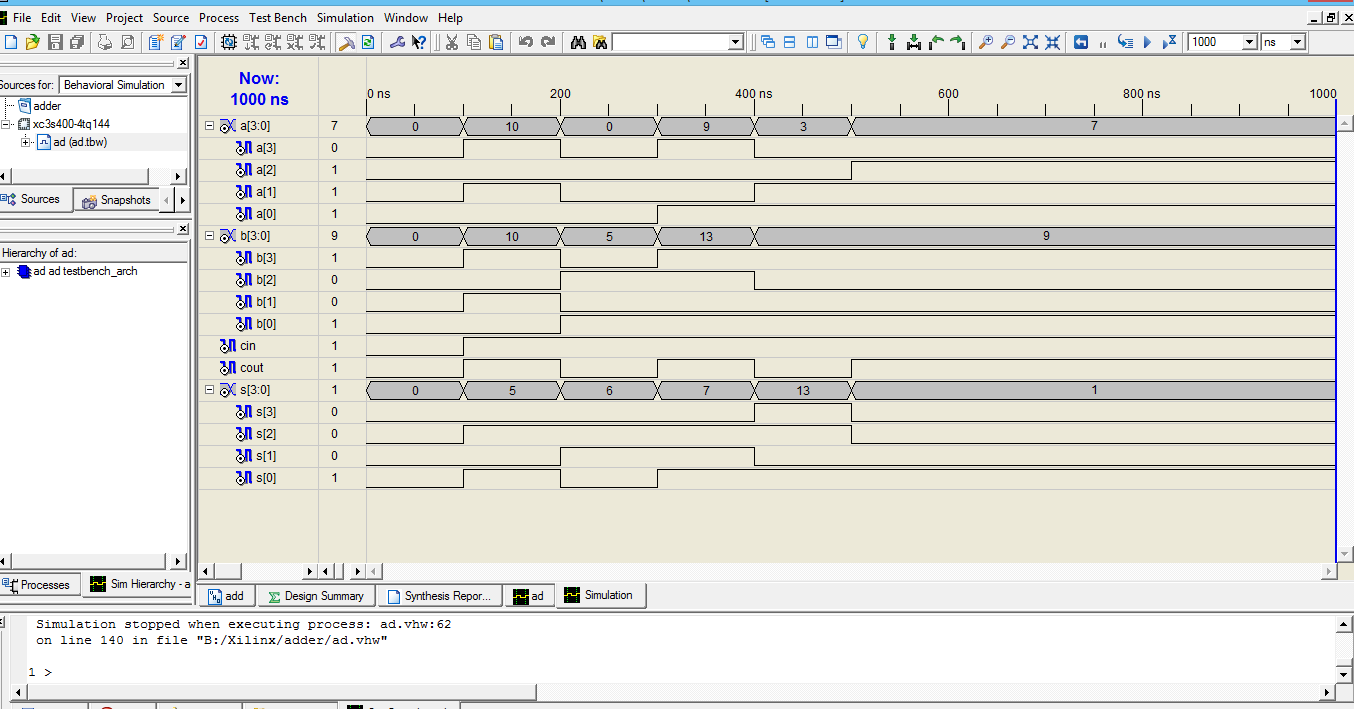 File Edit View Project Source Process Test Bench Simulation Window Help
1000 ns
Sources for: Behavioral Simulation
adder
xc3s400-4tq144
ad (ad.tbw)
Sources Snapshots
Hierarchy of ad:
ad ad testbench_arch
Processes Sim Hierarchy - a
Now:
1000 ns
0 ns 200 400 ns 600 800 ns 1000
a[3:0] 7 0 10 0 9 3 7
a[3] 0
a[2] 1
a[1] 1
a[0] 1
b[3:0] 9 0 10 5 13 9
b[3] 1
b[2] 0
b[1] 0
b[0] 1
cin 1
cout 1
s[3:0] 1 0 5 6 7 13 1
s[3] 0
s[2] 0
s[1] 0
s[0] 1
add Design Summary Synthesis Repor... ad Simulation
Simulation stopped when executing process: ad.vhw:62
on line 140 in file "B:/Xilinx/adder/ad.vhw"
1 >